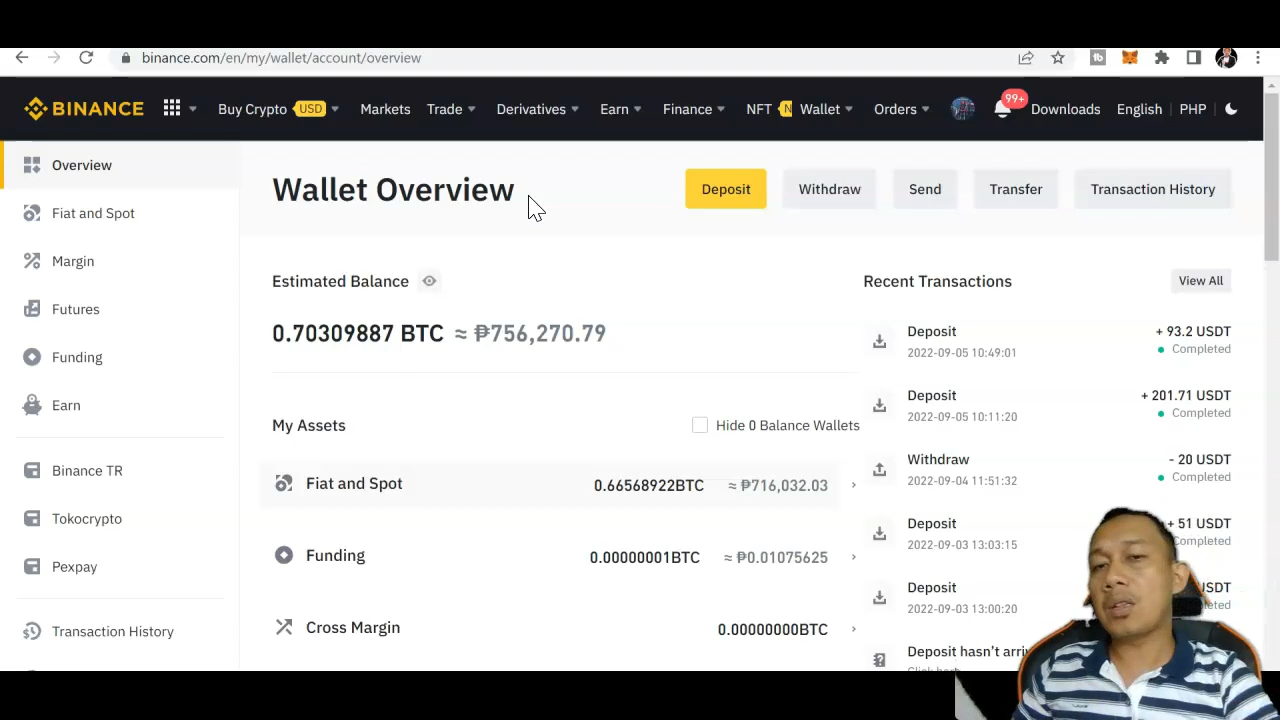 binance.com/en/my/wallet/account/overview
BINANCE Buy Crypto USD Markets Trade Derivatives Earn Finance NFT N Wallet Orders 99+ Downloads English PHP
Overview
Fiat and Spot
Margin
Futures
Funding
Earn
Binance TR
Tokocrypto
Pexpay
Transaction History
Wallet Overview
Deposit Withdraw Send Transfer Transaction History
Estimated Balance
0.70309887 BTC ≈ ₱756,270.79
My Assets Hide 0 Balance Wallets
Fiat and Spot 0.66568922BTC ≈ ₱716,032.03
Funding 0.00000001BTC ≈ ₱0.01075625
Cross Margin 0.00000000BTC
Recent Transactions View All
Deposit + 93.2 USDT
2022-09-05 10:49:01 Completed
Deposit + 201.71 USDT
2022-09-05 10:11:20 Completed
Withdraw - 20 USDT
2022-09-04 11:51:32 Completed
Deposit + 51 USDT
2022-09-03 13:03:15 Completed
Deposit
2022-09-03 13:00:20
Deposit hasn't